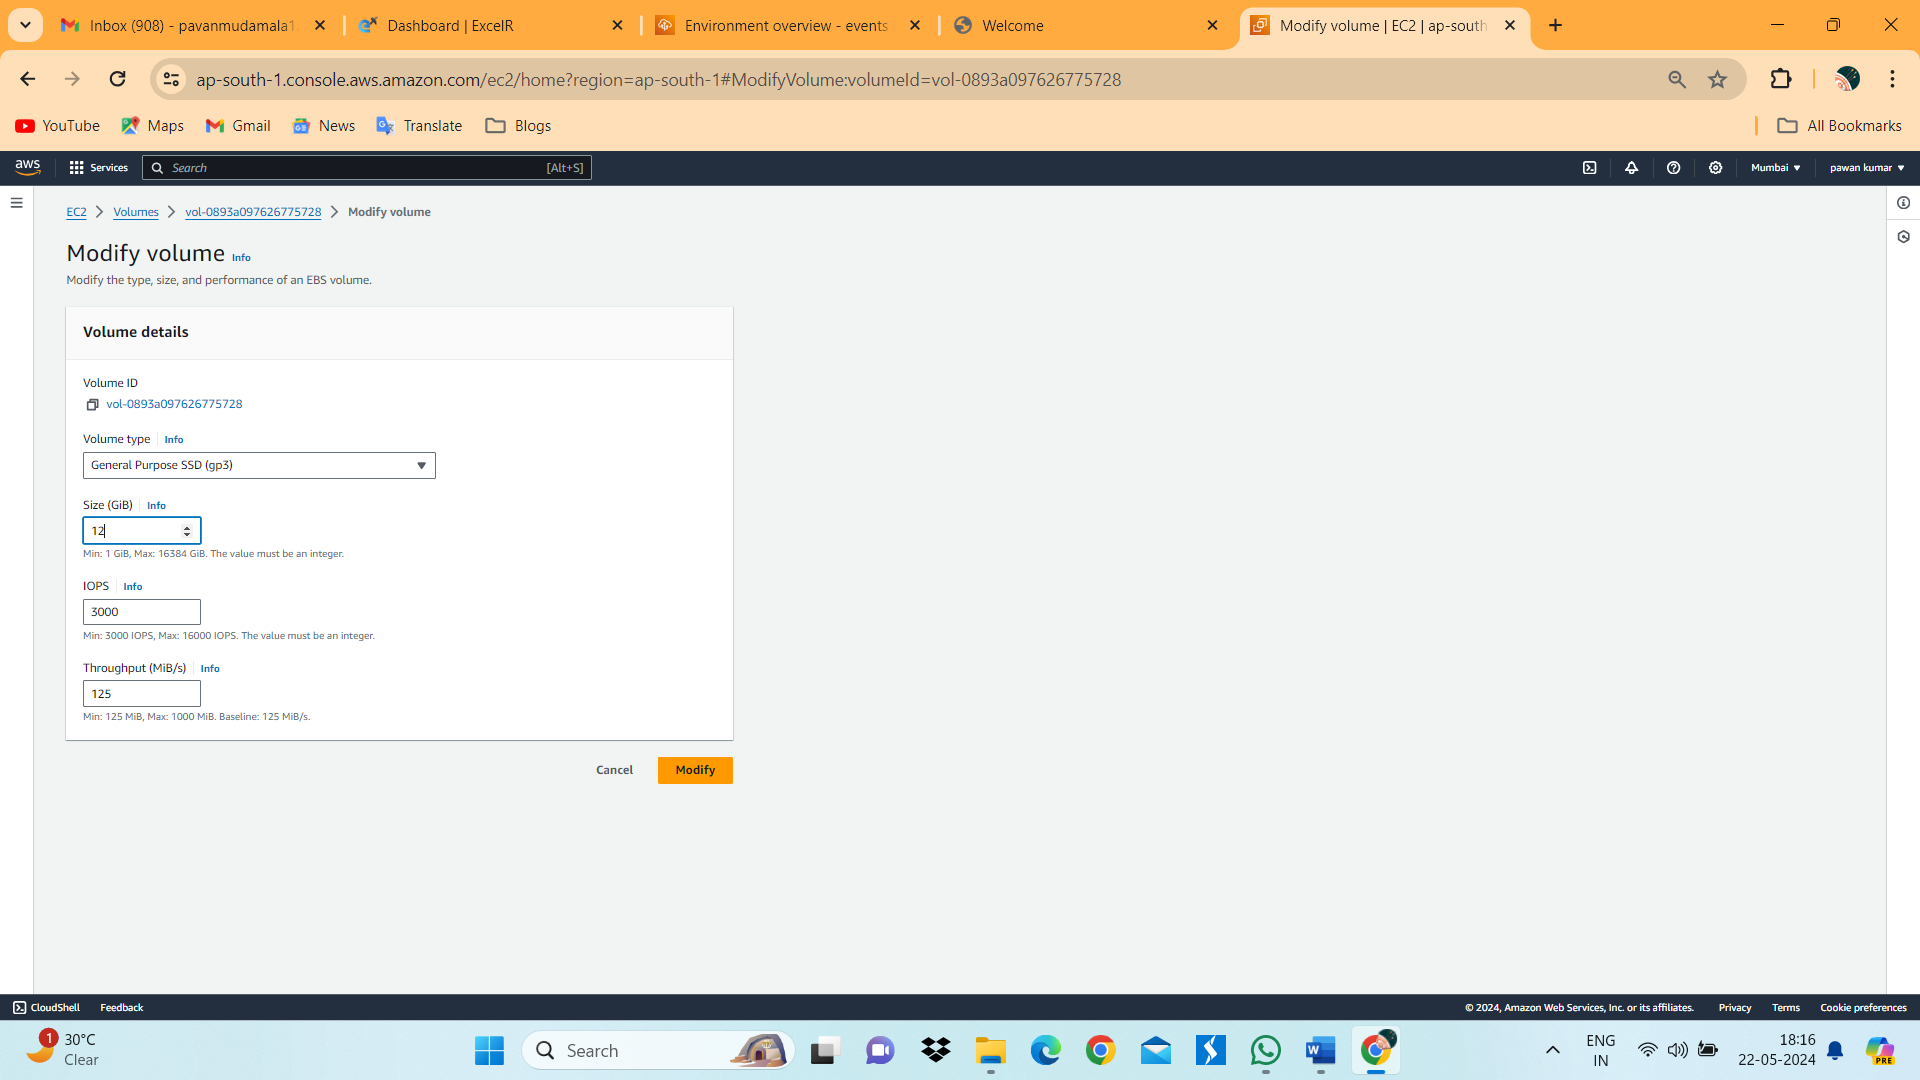 Inbox (908) - pavanmudamala1
Dashboard | ExcelR
Environment overview - events
Welcome
Modify volume | EC2 | ap-south
ap-south-1.console.aws.amazon.com/ec2/home?region=ap-south-1#ModifyVolume:volumeId=vol-0893a097626775728
YouTube
Maps
Gmail
News
Translate
Blogs
All Bookmarks
aws
Services
Search
[Alt+S]
Mumbai
pawan kumar
EC2
Volumes
vol-0893a097626775728
Modify volume
Modify volume Info
Modify the type, size, and performance of an EBS volume.
Volume details
Volume ID
vol-0893a097626775728
Volume type Info
General Purpose SSD (gp3)
Size (GiB) Info
12
Min: 1 GiB, Max: 16384 GiB. The value must be an integer.
IOPS Info
3000
Min: 3000 IOPS, Max: 16000 IOPS. The value must be an integer.
Throughput (MiB/s) Info
125
Min: 125 MiB, Max: 1000 MiB. Baseline: 125 MiB/s.
Cancel
Modify
CloudShell
Feedback
© 2024, Amazon Web Services, Inc. or its affiliates.
Privacy
Terms
Cookie preferences
1
30°C
Clear
Search
W
ENG
IN
18:16
22-05-2024
PRE